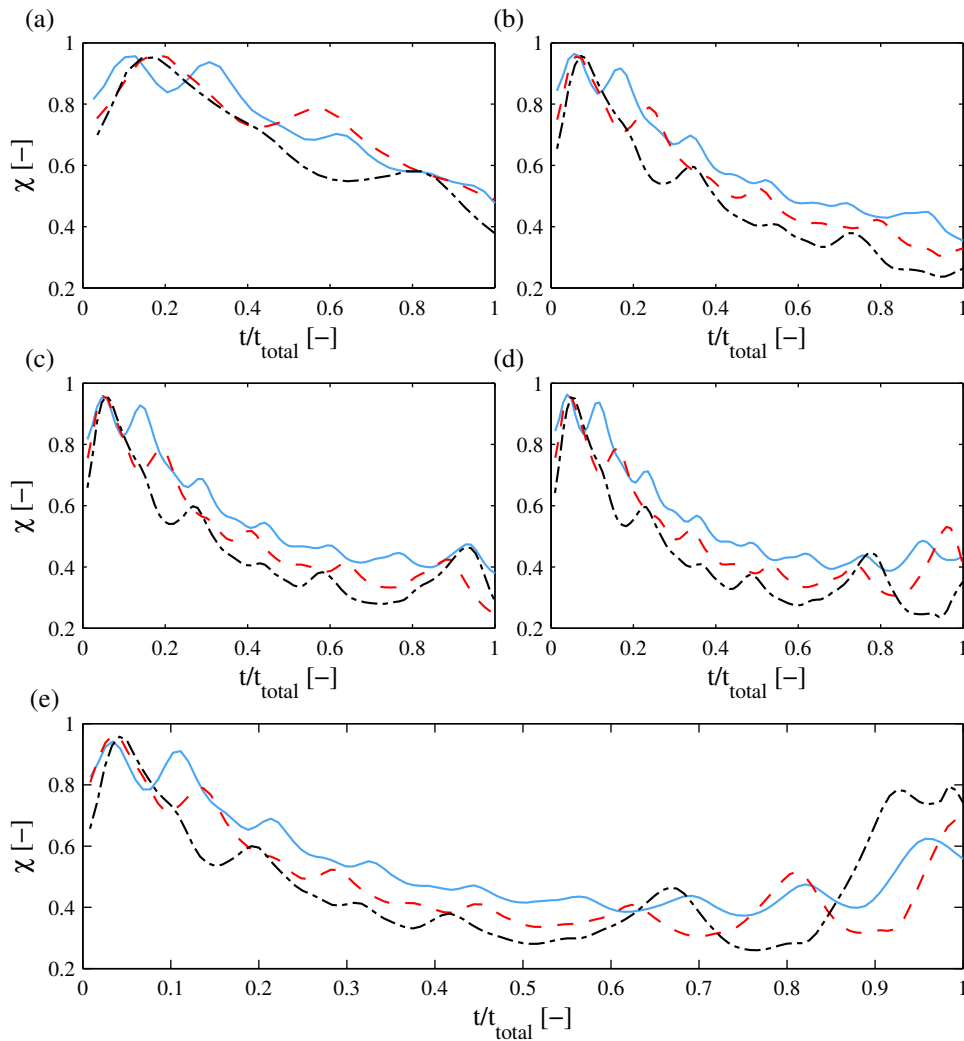 (a) (b)
1 1
0.8 0.8
χ [−] 0.6 0.6
0.4 0.4
0.2 0.2
0 0.2 0.4 0.6 0.8 1 0 0.2 0.4 0.6 0.8 1
t/t_total [−] t/t_total [−]
(c) (d)
1 1
0.8 0.8
χ [−] 0.6 0.6
0.4 0.4
0.2 0.2
0 0.2 0.4 0.6 0.8 1 0 0.2 0.4 0.6 0.8 1
t/t_total [−] t/t_total [−]
(e)
1
0.8
χ [−] 0.6
0.4
0.2
0 0.1 0.2 0.3 0.4 0.5 0.6 0.7 0.8 0.9 1
t/t_total [−]